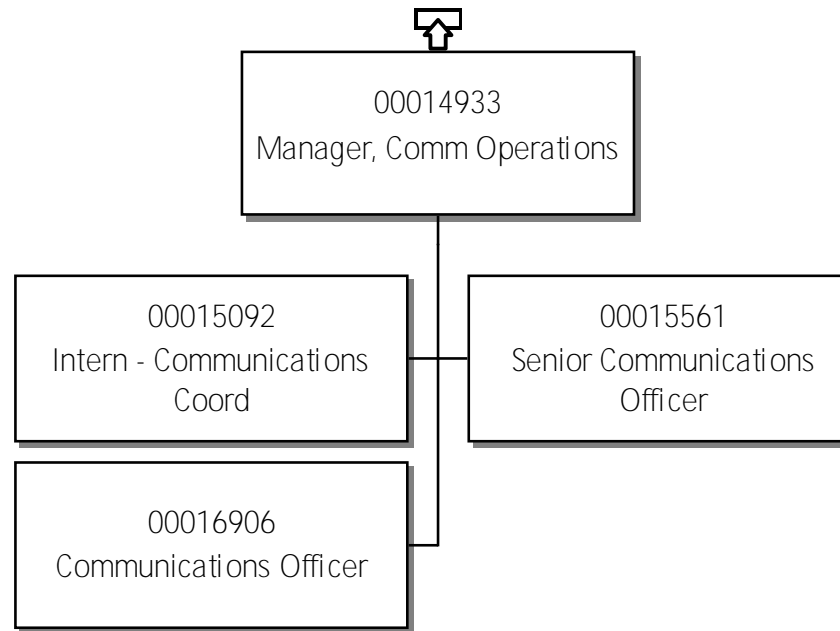 00014933
Manager, Comm Operations
00015092
Intern - Communications
Coord
00015561
Senior Communications
Officer
00016906
Communications Officer